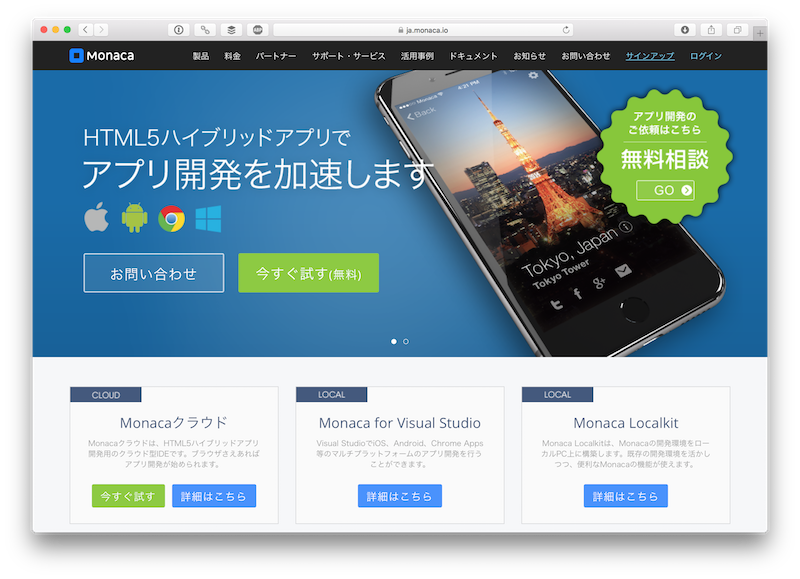 ja.monaca.io
Monaca
製品 料金 パートナー サポート・サービス 活用事例 ドキュメント お知らせ お問い合わせ サインアップ ログイン
HTML5ハイブリッドアプリで
アプリ開発を加速します
お問い合わせ
今すぐ試す(無料)
Monaca
4:21 PM
Back
Tokyo, Japan
Tokyo Tower
アプリ開発の
ご依頼はこちら
無料相談
GO
CLOUD
Monacaクラウド
Monacaクラウドは、HTML5ハイブリッドアプリ
開発用のクラウド型IDEです。ブラウザさえあれば
アプリ開発が始められます。
今すぐ試す
詳細はこちら
LOCAL
Monaca for Visual Studio
Visual StudioでiOS、Android、Chrome Apps
等のマルチプラットフォームのアプリ開発を行う
ことができます。
詳細はこちら
LOCAL
Monaca Localkit
Monaca Localkitは、Monacaの開発環境をロー
カルPC上に構築します。既存の開発環境を活かし
つつ、便利なMonacaの機能が使えます。
詳細はこちら